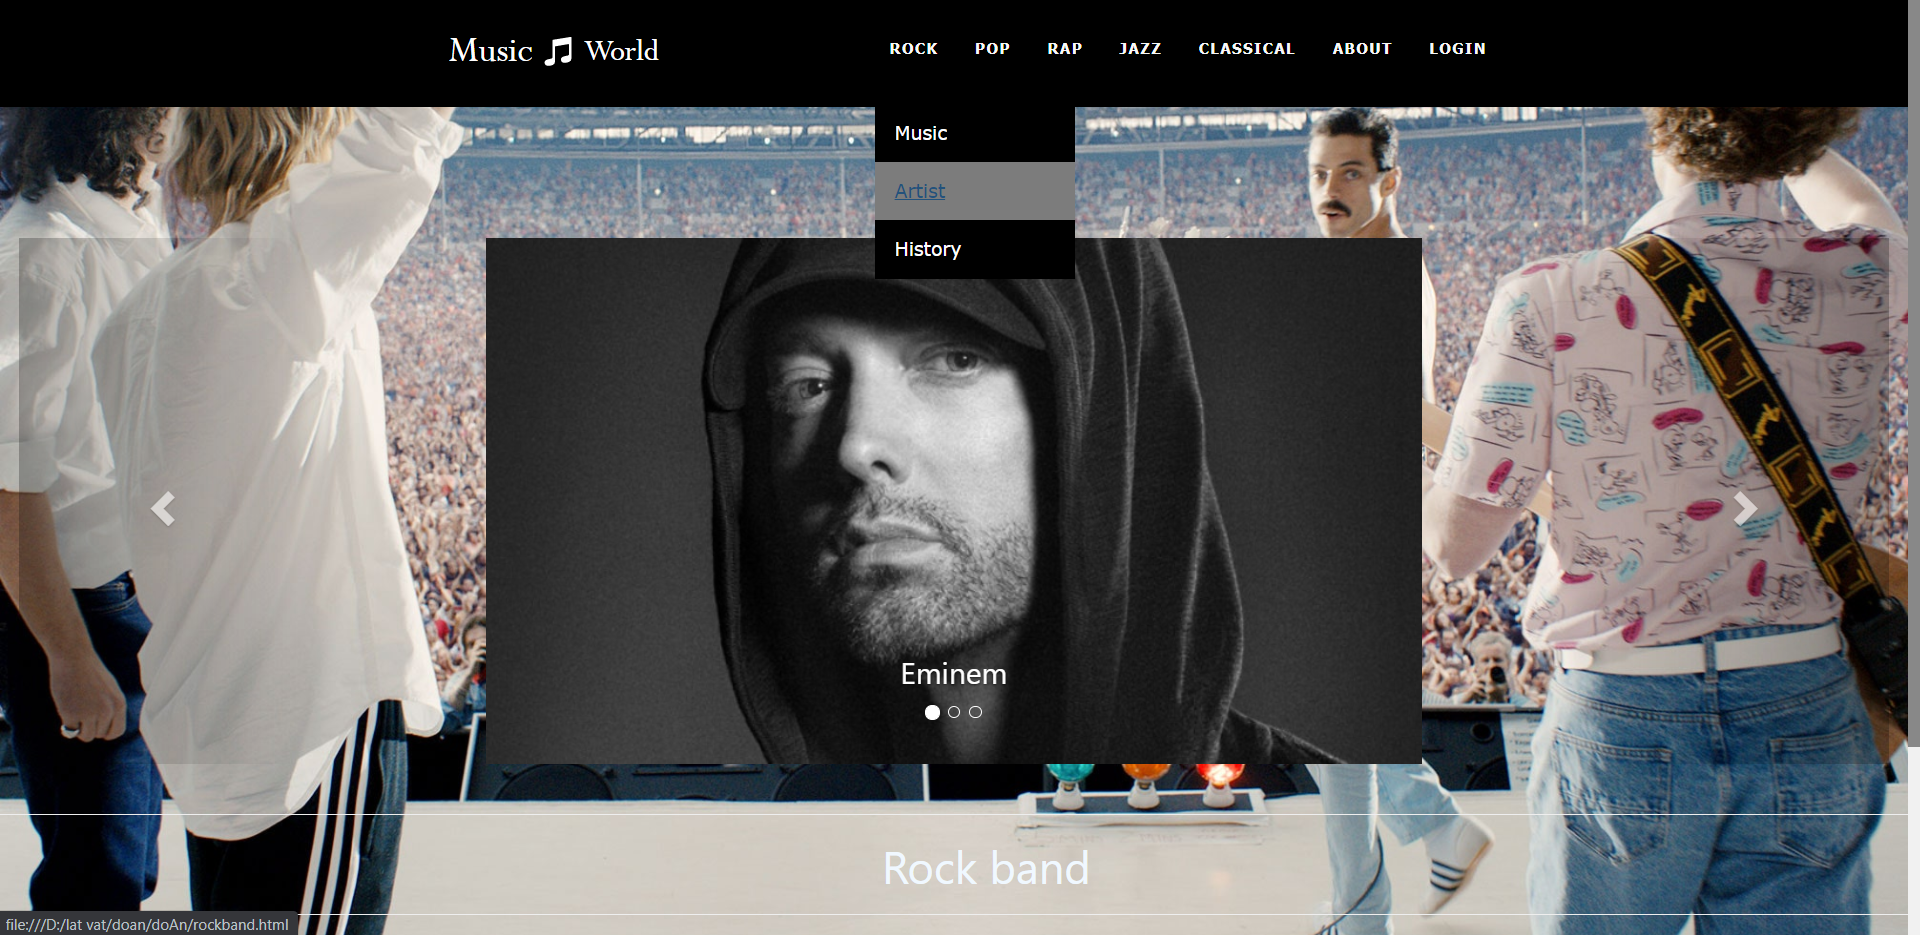 Music World
ROCK POP RAP JAZZ CLASSICAL ABOUT LOGIN
Music
Artist
History
Eminem
Rock band
file:///D:/lat vat/doan/doAn/rockband.html